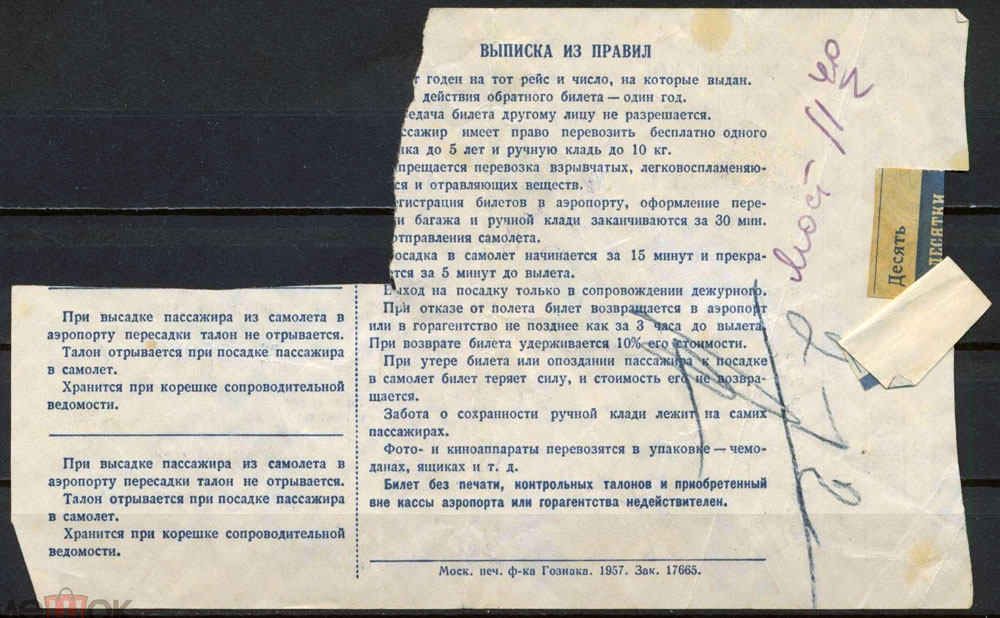 ВЫПИСКА ИЗ ПРАВИЛ
т годен на тот рейс и число, на которые выдан.
действия обратного билета — один год.
едача билета другому лицу не разрешается.
ссажир имеет право перевозить бесплатно одного
нка до 5 лет и ручную кладь до 10 кг.
прещается перевозка взрывчатых, легковоспламеняю-
ся и отравляющих веществ.
егистрация билетов в аэропорту, оформление пере-
и багажа и ручной клади заканчиваются за 30 мин.
отправления самолета.
осадка в самолет начинается за 15 минут и прекра-
ется за 5 минут до вылета.
Выход на посадку только в сопровождении дежурного.
При отказе от полета билет возвращается в аэропорт
или в горагентство не позднее как за 3 часа до вылета.
При возврате билета удерживается 10% его стоимости.
При утере билета или опоздании пассажира к посадке
в самолет билет теряет силу, и стоимость его не возвра-
щается.
Забота о сохранности ручной клади лежит на самих
пассажирах.
Фото- и киноаппараты перевозятся в упаковке — чемо-
данах, ящиках и т. д.
Билет без печати, контрольных талонов и приобретенный
вне кассы аэропорта или горагентства недействителен.
Моск. печ. ф-ка Гознака. 1957. Зак. 17665.
При высадке пассажира из самолета в
аэропорту пересадки талон не отрывается.
Талон отрывается при посадке пассажира
в самолет.
Хранится при корешке сопроводительной
ведомости.
При высадке пассажира из самолета в
аэропорту пересадки талон не отрывается.
Талон отрывается при посадке пассажира
в самолет.
Хранится при корешке сопроводительной
ведомости.
Десять
ДЕСЯТКИ